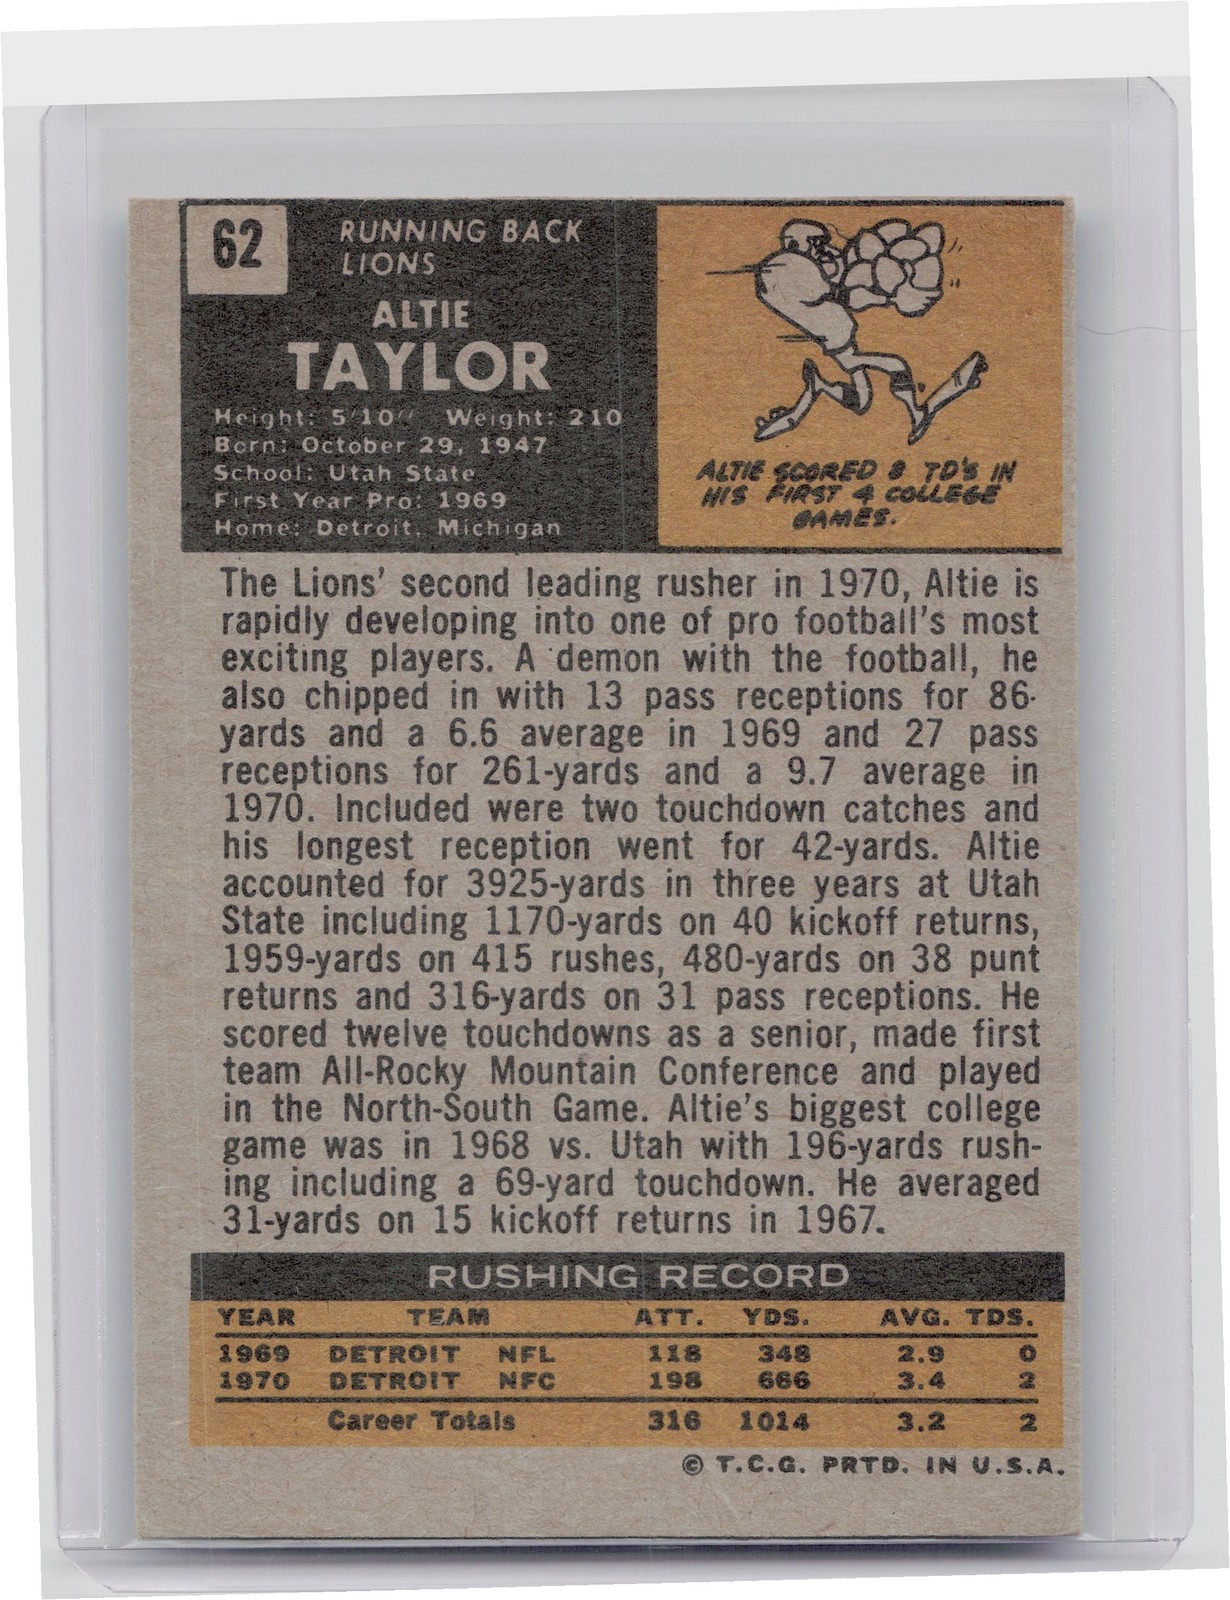 62
RUNNING BACK
LIONS
ALTIE
TAYLOR
Height: 5'10" Weight: 210
Born: October 29, 1947
School: Utah State
First Year Pro: 1969
Home: Detroit, Michigan
ALTIE SCORED 8 TD'S IN
HIS FIRST 4 COLLEGE
GAMES.
The Lions' second leading rusher in 1970, Altie is
rapidly developing into one of pro football's most
exciting players. A demon with the football, he
also chipped in with 13 pass receptions for 86-
yards and a 6.6 average in 1969 and 27 pass
receptions for 261-yards and a 9.7 average in
1970. Included were two touchdown catches and
his longest reception went for 42-yards. Altie
accounted for 3925-yards in three years at Utah
State including 1170-yards on 40 kickoff returns,
1959-yards on 415 rushes, 480-yards on 38 punt
returns and 316-yards on 31 pass receptions. He
scored twelve touchdowns as a senior, made first
team All-Rocky Mountain Conference and played
in the North-South Game. Altie's biggest college
game was in 1968 vs. Utah with 196-yards rush-
ing including a 69-yard touchdown. He averaged
31-yards on 15 kickoff returns in 1967.
RUSHING RECORD
YEAR TEAM ATT. YDS. AVG. TDS.
1969 DETROIT NFL 118 348 2.9 0
1970 DETROIT NFC 198 666 3.4 2
Career Totals 316 1014 3.2 2
© T.C.G. PRTD. IN U.S.A.